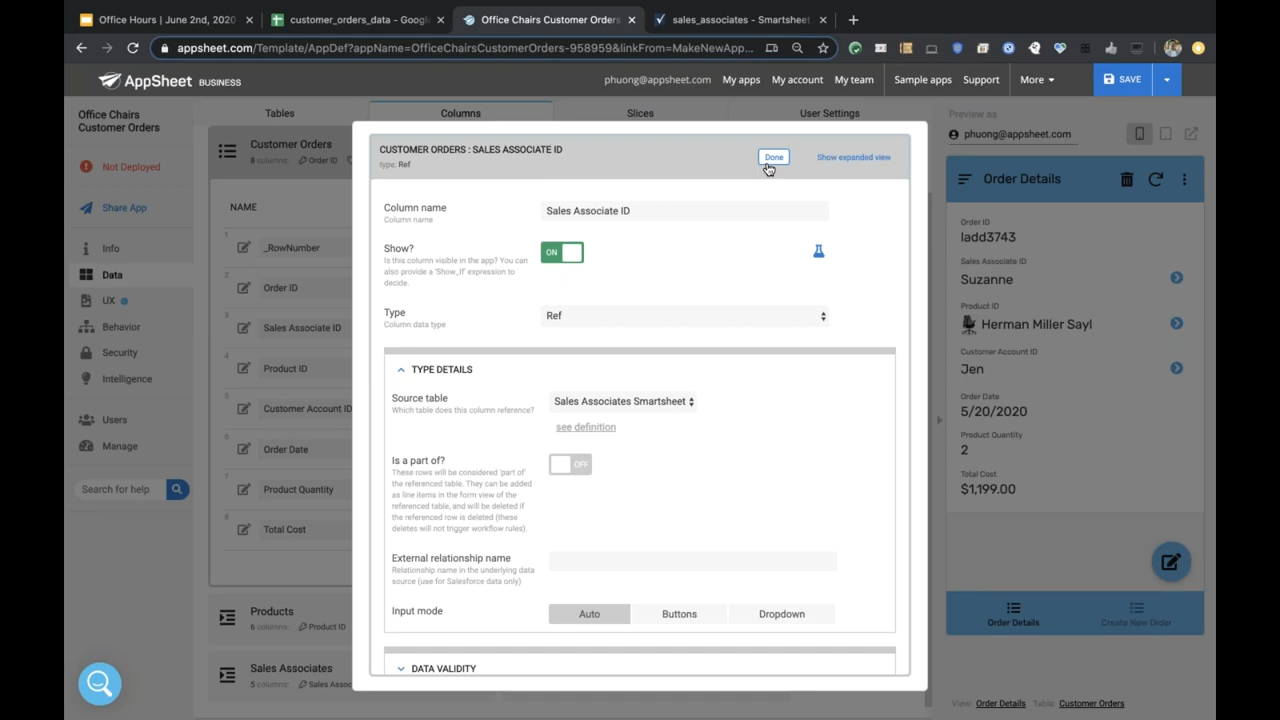 Office Hours | June 2nd, 2020
customer_orders_data - Google
Office Chairs Customer Orders
sales_associates - Smartsheet
appsheet.com/Template/AppDef?appName=OfficeChairsCustomerOrders-958959&linkFrom=MakeNewApp...
AppSheet BUSINESS
phuong@appsheet.com
My apps
My account
My team
Sample apps
Support
More
SAVE
Office Chairs
Customer Orders
Not Deployed
Share App
Info
Data
UX
Behavior
Security
Intelligence
Users
Manage
Search for help
Tables
Columns
Slices
User Settings
Customer Orders
8 columns: Order ID
NAME
1
_RowNumber
2
Order ID
3
Sales Associate ID
4
Product ID
5
Customer Account ID
6
Order Date
7
Product Quantity
8
Total Cost
Products
6 columns: Product ID
Sales Associates
5 columns: Sales Asso
CUSTOMER ORDERS : SALES ASSOCIATE ID
type: Ref
Done
Show expanded view
Column name
Column name
Sales Associate ID
Show?
Is this column visible in the app? You can
also provide a 'Show_If' expression to
decide.
ON
Type
Column data type
Ref
TYPE DETAILS
Source table
Which table does this column reference?
Sales Associates Smartsheet
see definition
Is a part of?
These rows will be considered 'part of'
the referenced table. They can be added
as line items in the form view of the
referenced table, and will be deleted if
the referenced row is deleted (these
deletes will not trigger workflow rules).
OFF
External relationship name
Relationship name in the underlying data
source (use for Salesforce data only)
Input mode
Auto
Buttons
Dropdown
DATA VALIDITY
Preview as
phuong@appsheet.com
Order Details
Order ID
ladd3743
Sales Associate ID
Suzanne
Product ID
Herman Miller Sayl
Customer Account ID
Jen
Order Date
5/20/2020
Product Quantity
2
Total Cost
$1,199.00
Order Details
Create New Order
View: Order Details Table: Customer Orders